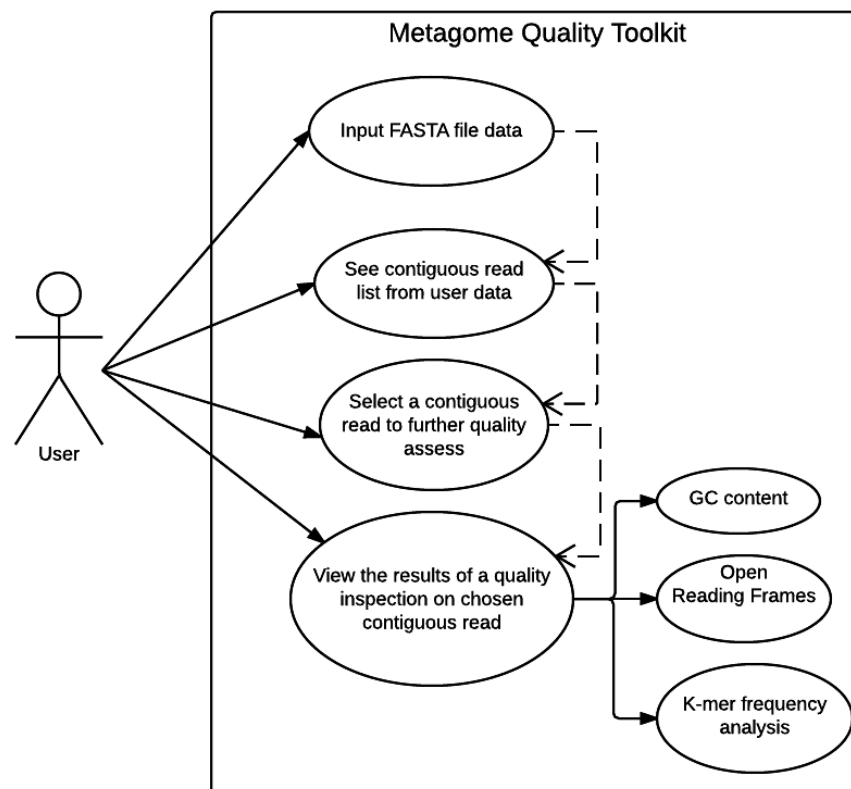 Metagome Quality Toolkit
Input FASTA file data
See contiguous read
list from user data
Select a contiguous
read to further quality
assess
User
View the results of a quality
inspection on chosen
contiguous read
GC content
Open
Reading Frames
K-mer frequency
analysis